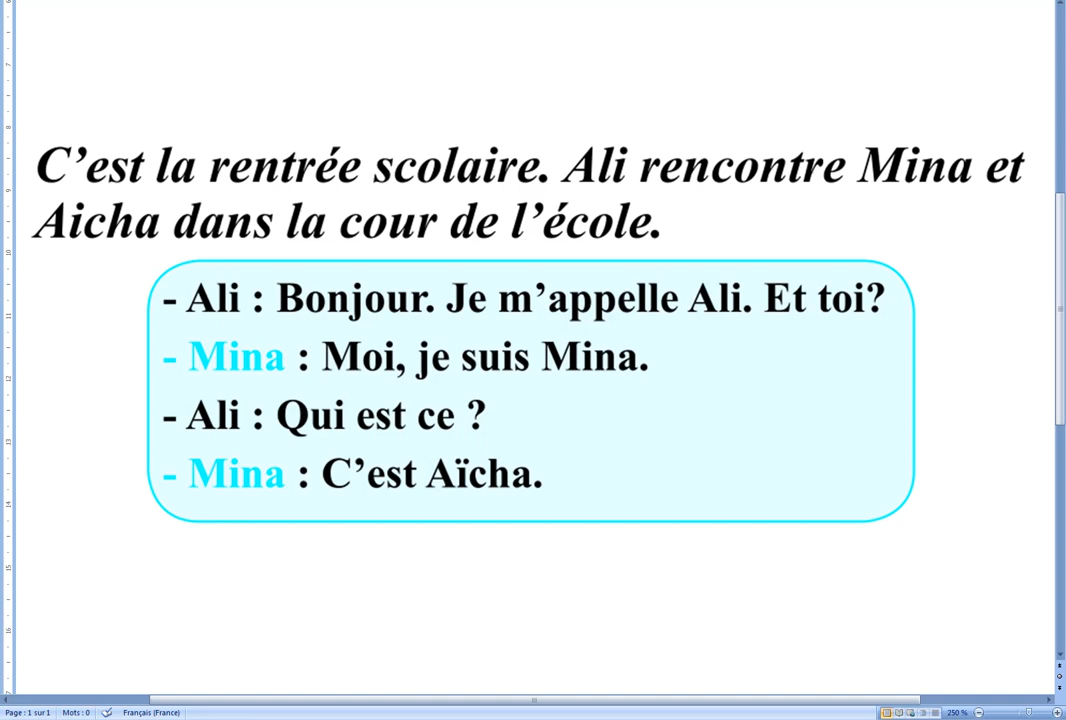 C’est la rentrée scolaire. Ali rencontre Mina et
Aicha dans la cour de l’école.
- Ali : Bonjour. Je m’appelle Ali. Et toi?
- Mina : Moi, je suis Mina.
- Ali : Qui est ce ?
- Mina : C’est Aïcha.
Page : 1 sur 1 Mots : 0 Français (France) 250 %